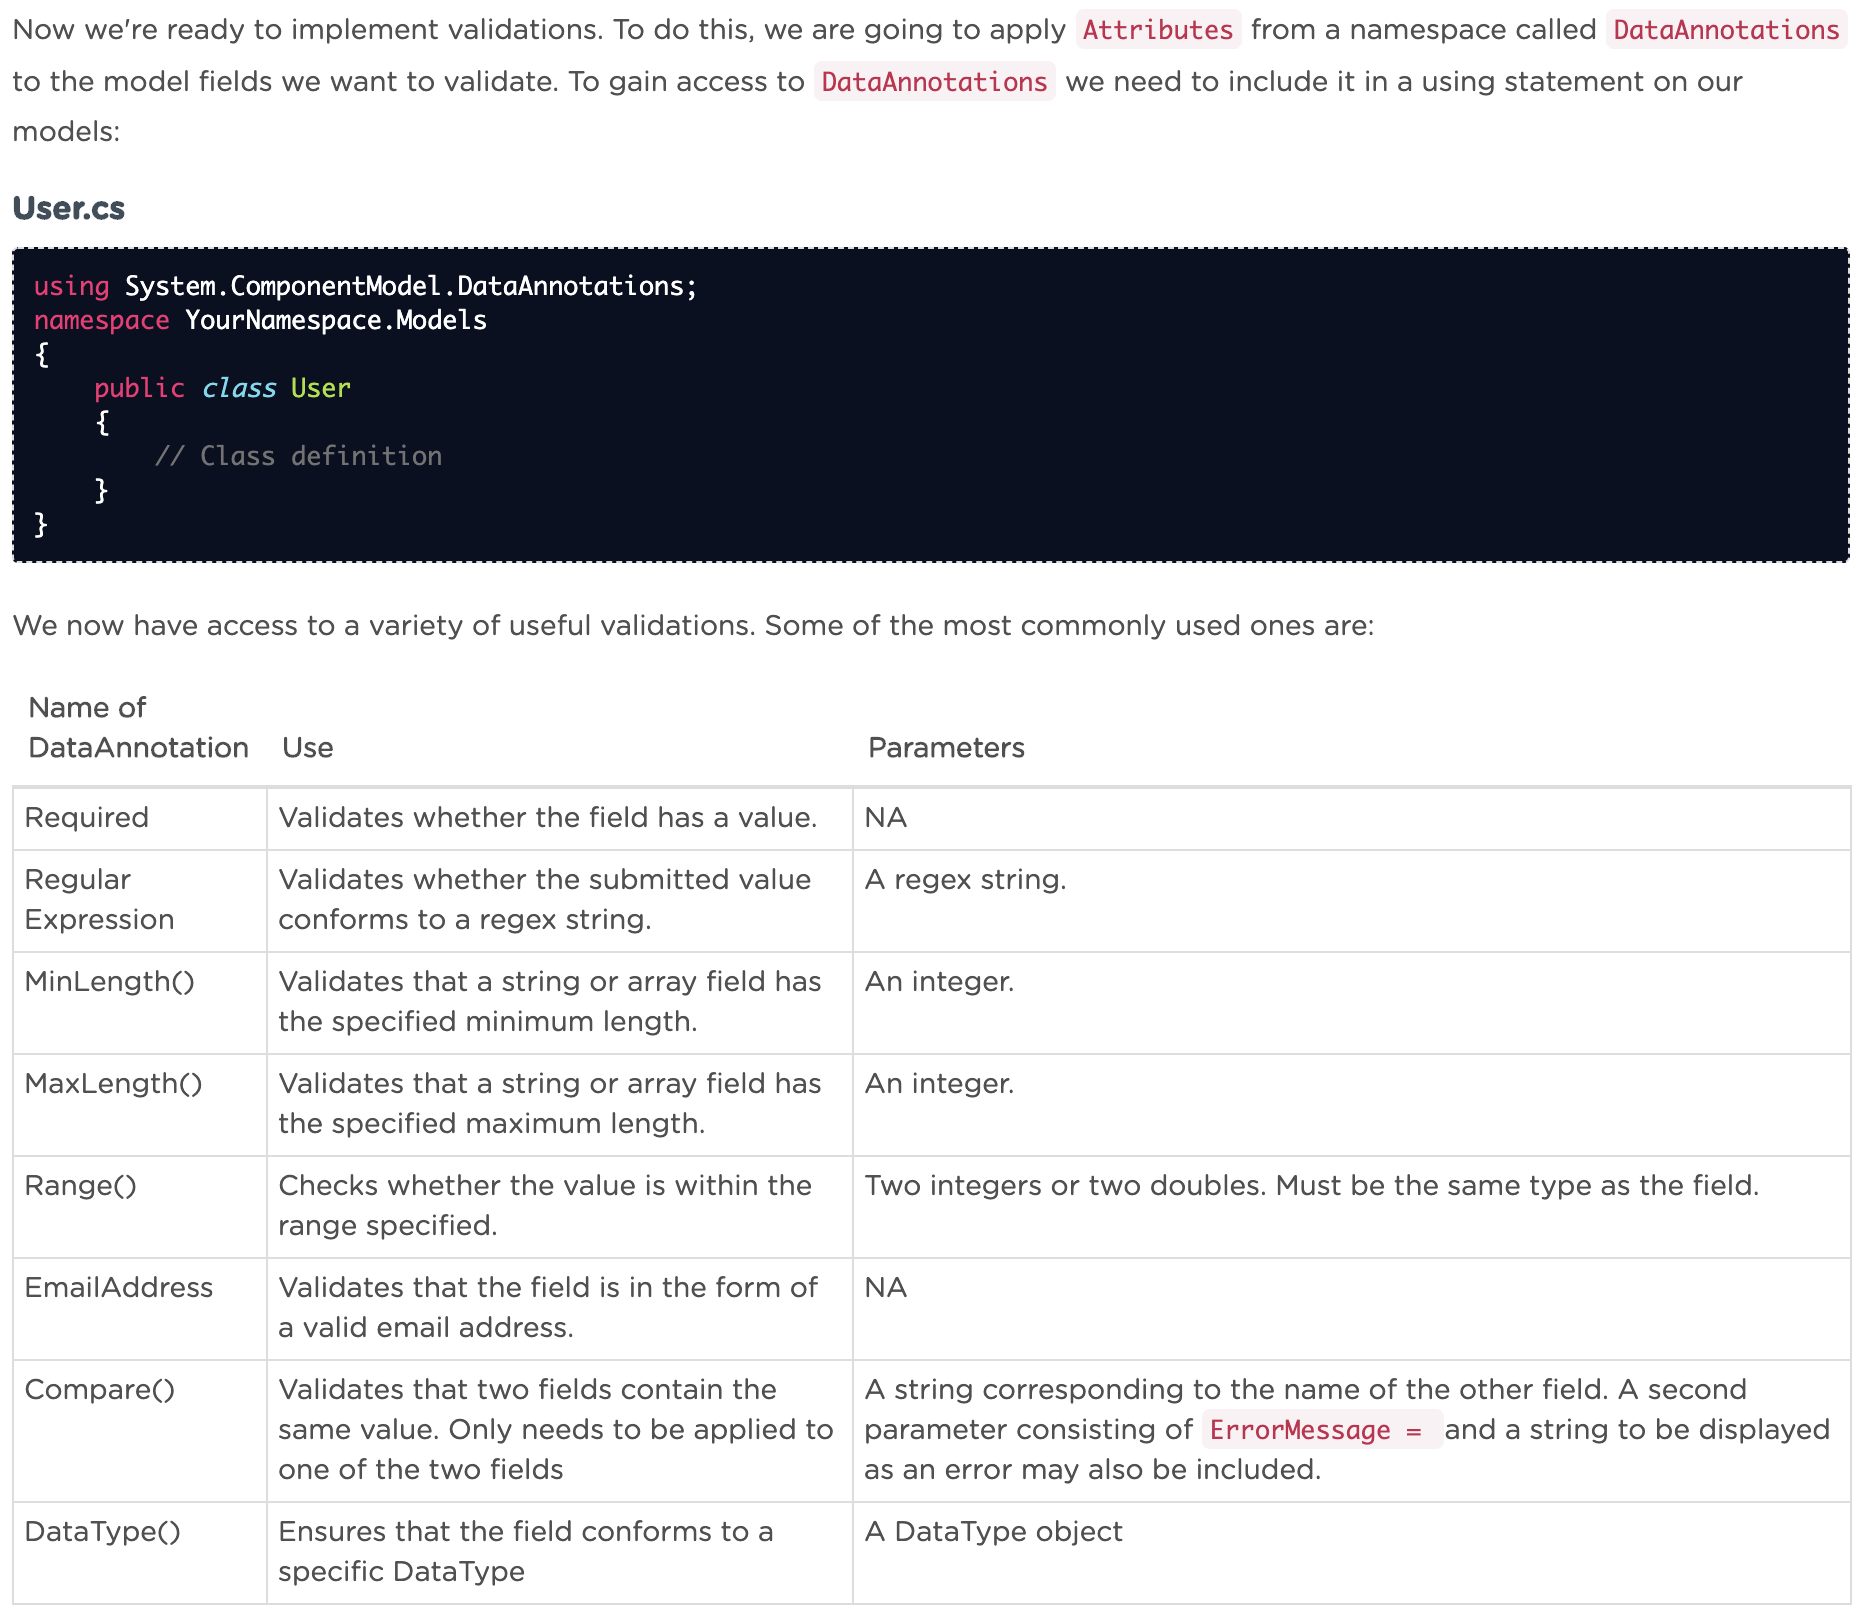 Now we're ready to implement validations. To do this, we are going to apply Attributes from a namespace called DataAnnotations
to the model fields we want to validate. To gain access to DataAnnotations we need to include it in a using statement on our
models:
User.cs
using System.ComponentModel.DataAnnotations;
namespace YourNamespace.Models
{
    public class User
    {
        // Class definition
    }
}
We now have access to a variety of useful validations. Some of the most commonly used ones are:
Name of
DataAnnotation Use Parameters
Required Validates whether the field has a value. NA
Regular Validates whether the submitted value A regex string.
Expression conforms to a regex string.
MinLength() Validates that a string or array field has An integer.
the specified minimum length.
MaxLength() Validates that a string or array field has An integer.
the specified maximum length.
Range() Checks whether the value is within the Two integers or two doubles. Must be the same type as the field.
range specified.
EmailAddress Validates that the field is in the form of NA
a valid email address.
Compare() Validates that two fields contain the A string corresponding to the name of the other field. A second
same value. Only needs to be applied to parameter consisting of ErrorMessage = and a string to be displayed
one of the two fields as an error may also be included.
DataType() Ensures that the field conforms to a A DataType object
specific DataType